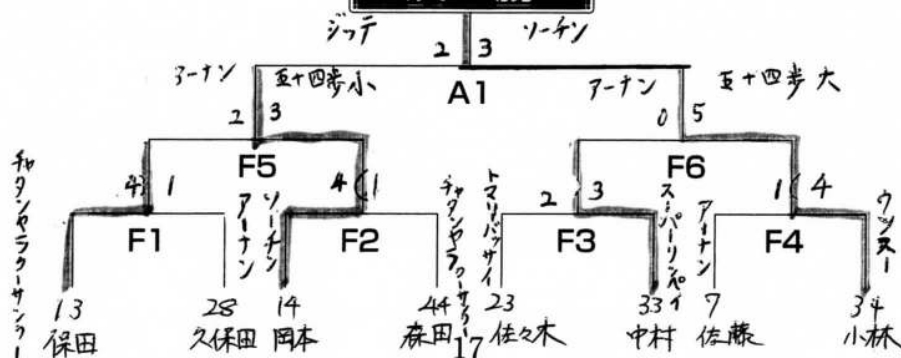 ジッテ 2 3 ソーチン
アーナン 五十四歩小 A1 アーナン 五十四歩大
2 3 0 5
F5 F6
4 1 4 1 2 3 1 4
チャタンヤラクーサンクー F1 アーナン ソーチン F2 チャタンヤラクーサンクー トマリバッサイ F3 スーパーリンペイ アーナン F4 ウンスー
13 28 14 44 23 33 7 34
保田 久保田 岡本 森田 佐々木 中村 佐藤 小林
17